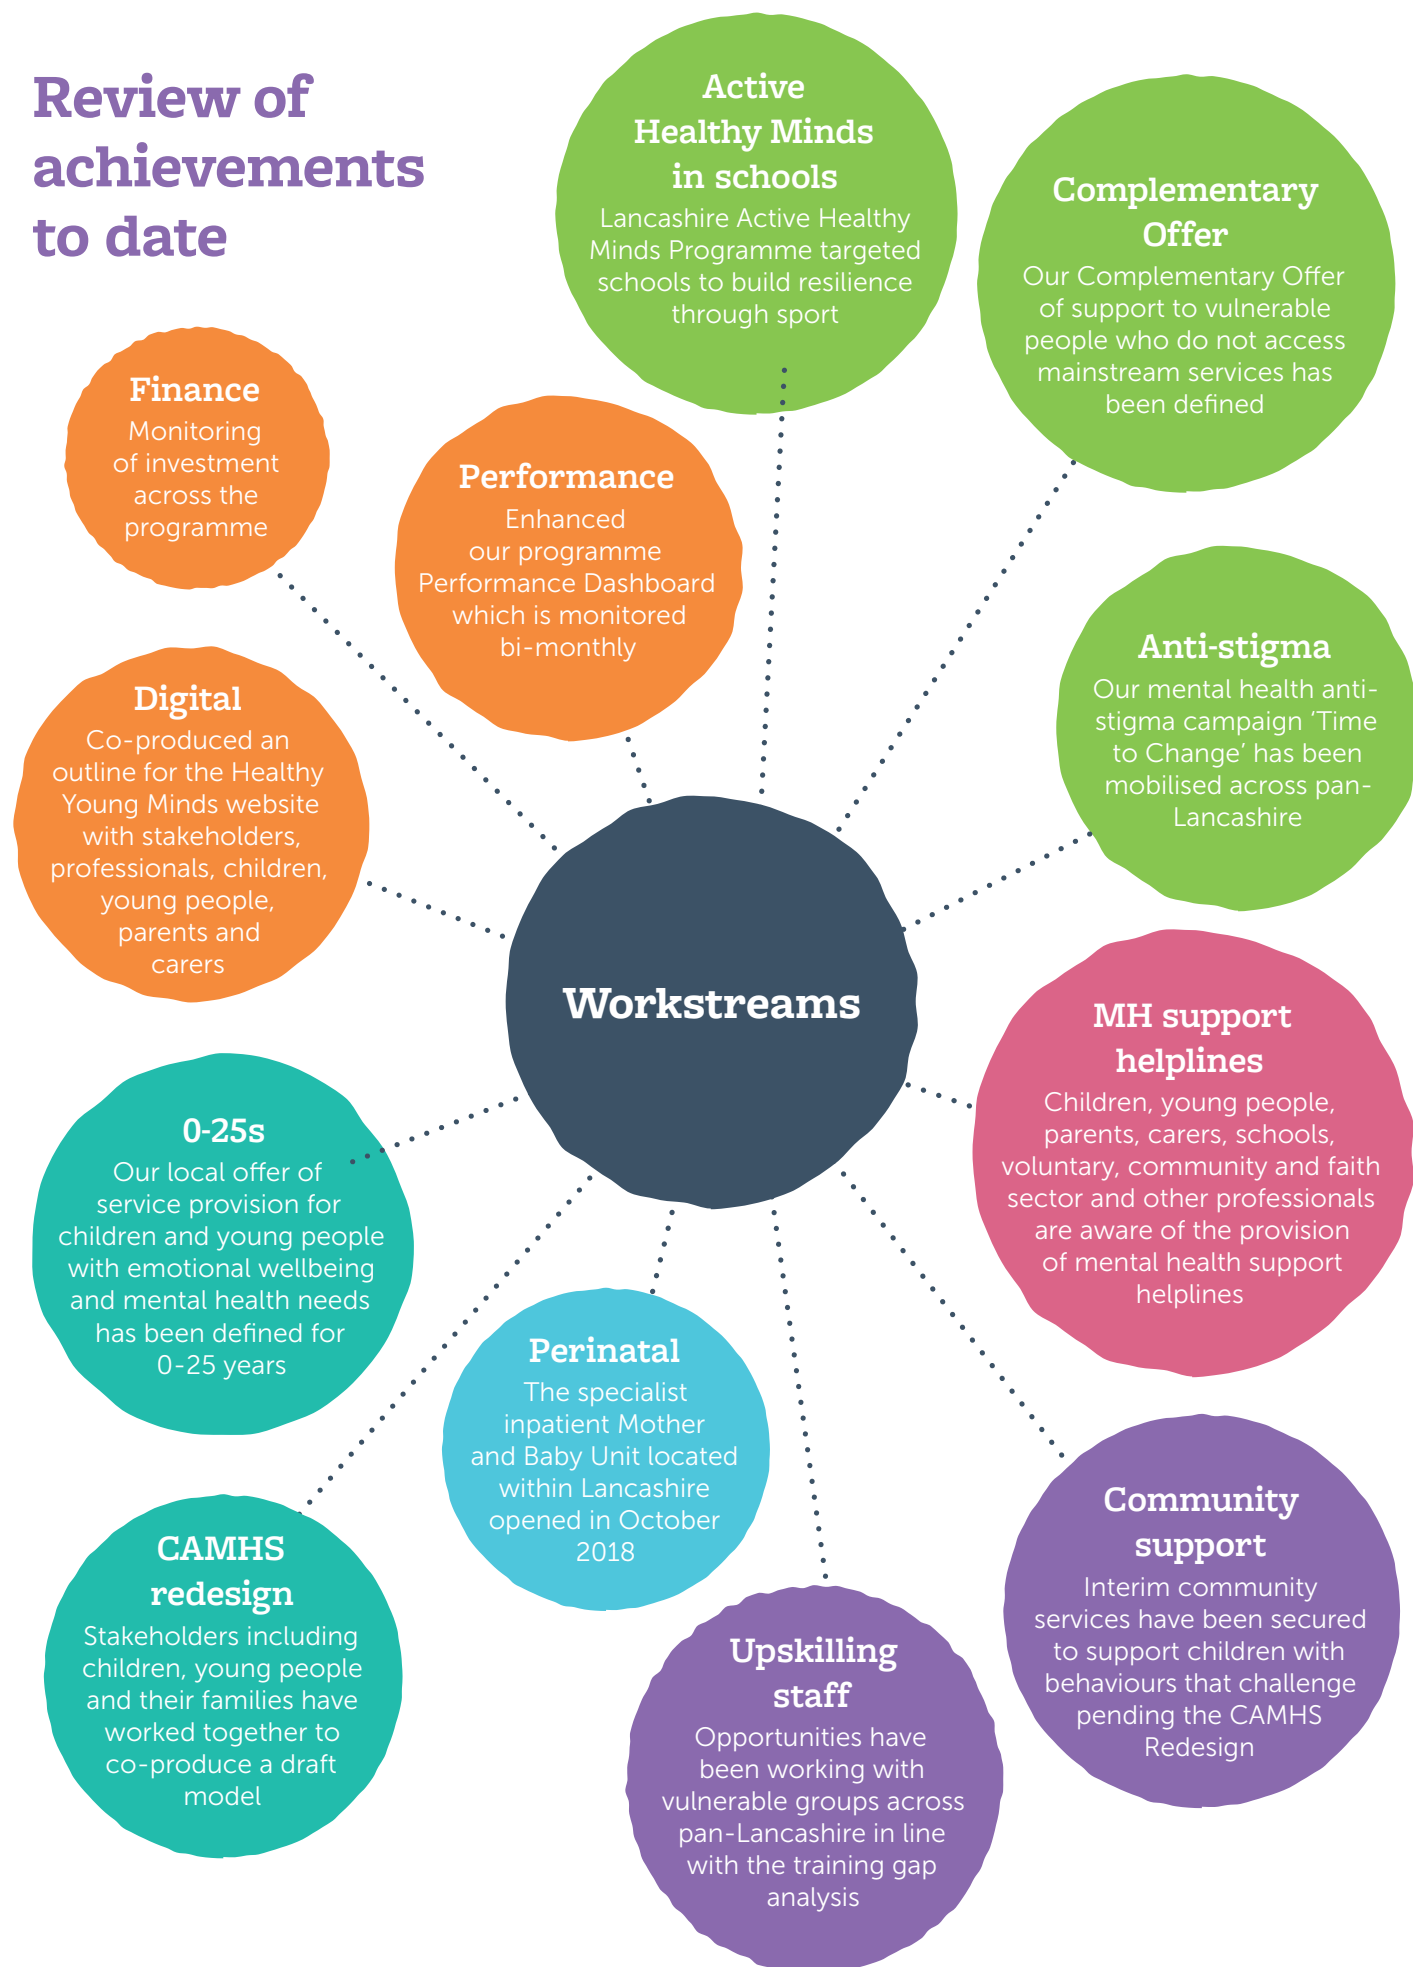 Review of
achievements
to date
Active
Healthy Minds
in schools
Lancashire Active Healthy
Minds Programme targeted
schools to build resilience
through sport
Complementary
Offer
Our Complementary Offer
of support to vulnerable
people who do not access
mainstream services has
been defined
Finance
Monitoring
of investment
across the
programme
Performance
Enhanced
our programme
Performance Dashboard
which is monitored
bi-monthly
Anti-stigma
Our mental health anti-
stigma campaign ‘Time
to Change’ has been
mobilised across pan-
Lancashire
Digital
Co-produced an
outline for the Healthy
Young Minds website
with stakeholders,
professionals, children,
young people,
parents and
carers
Workstreams
MH support
helplines
Children, young people,
parents, carers, schools,
voluntary, community and faith
sector and other professionals
are aware of the provision
of mental health support
helplines
0-25s
Our local offer of
service provision for
children and young people
with emotional wellbeing
and mental health needs
has been defined for
0-25 years
Perinatal
The specialist
inpatient Mother
and Baby Unit located
within Lancashire
opened in October
2018
Community
support
Interim community
services have been secured
to support children with
behaviours that challenge
pending the CAMHS
Redesign
CAMHS
redesign
Stakeholders including
children, young people
and their families have
worked together to
co-produce a draft
model
Upskilling
staff
Opportunities have
been working with
vulnerable groups across
pan-Lancashire in line
with the training gap
analysis